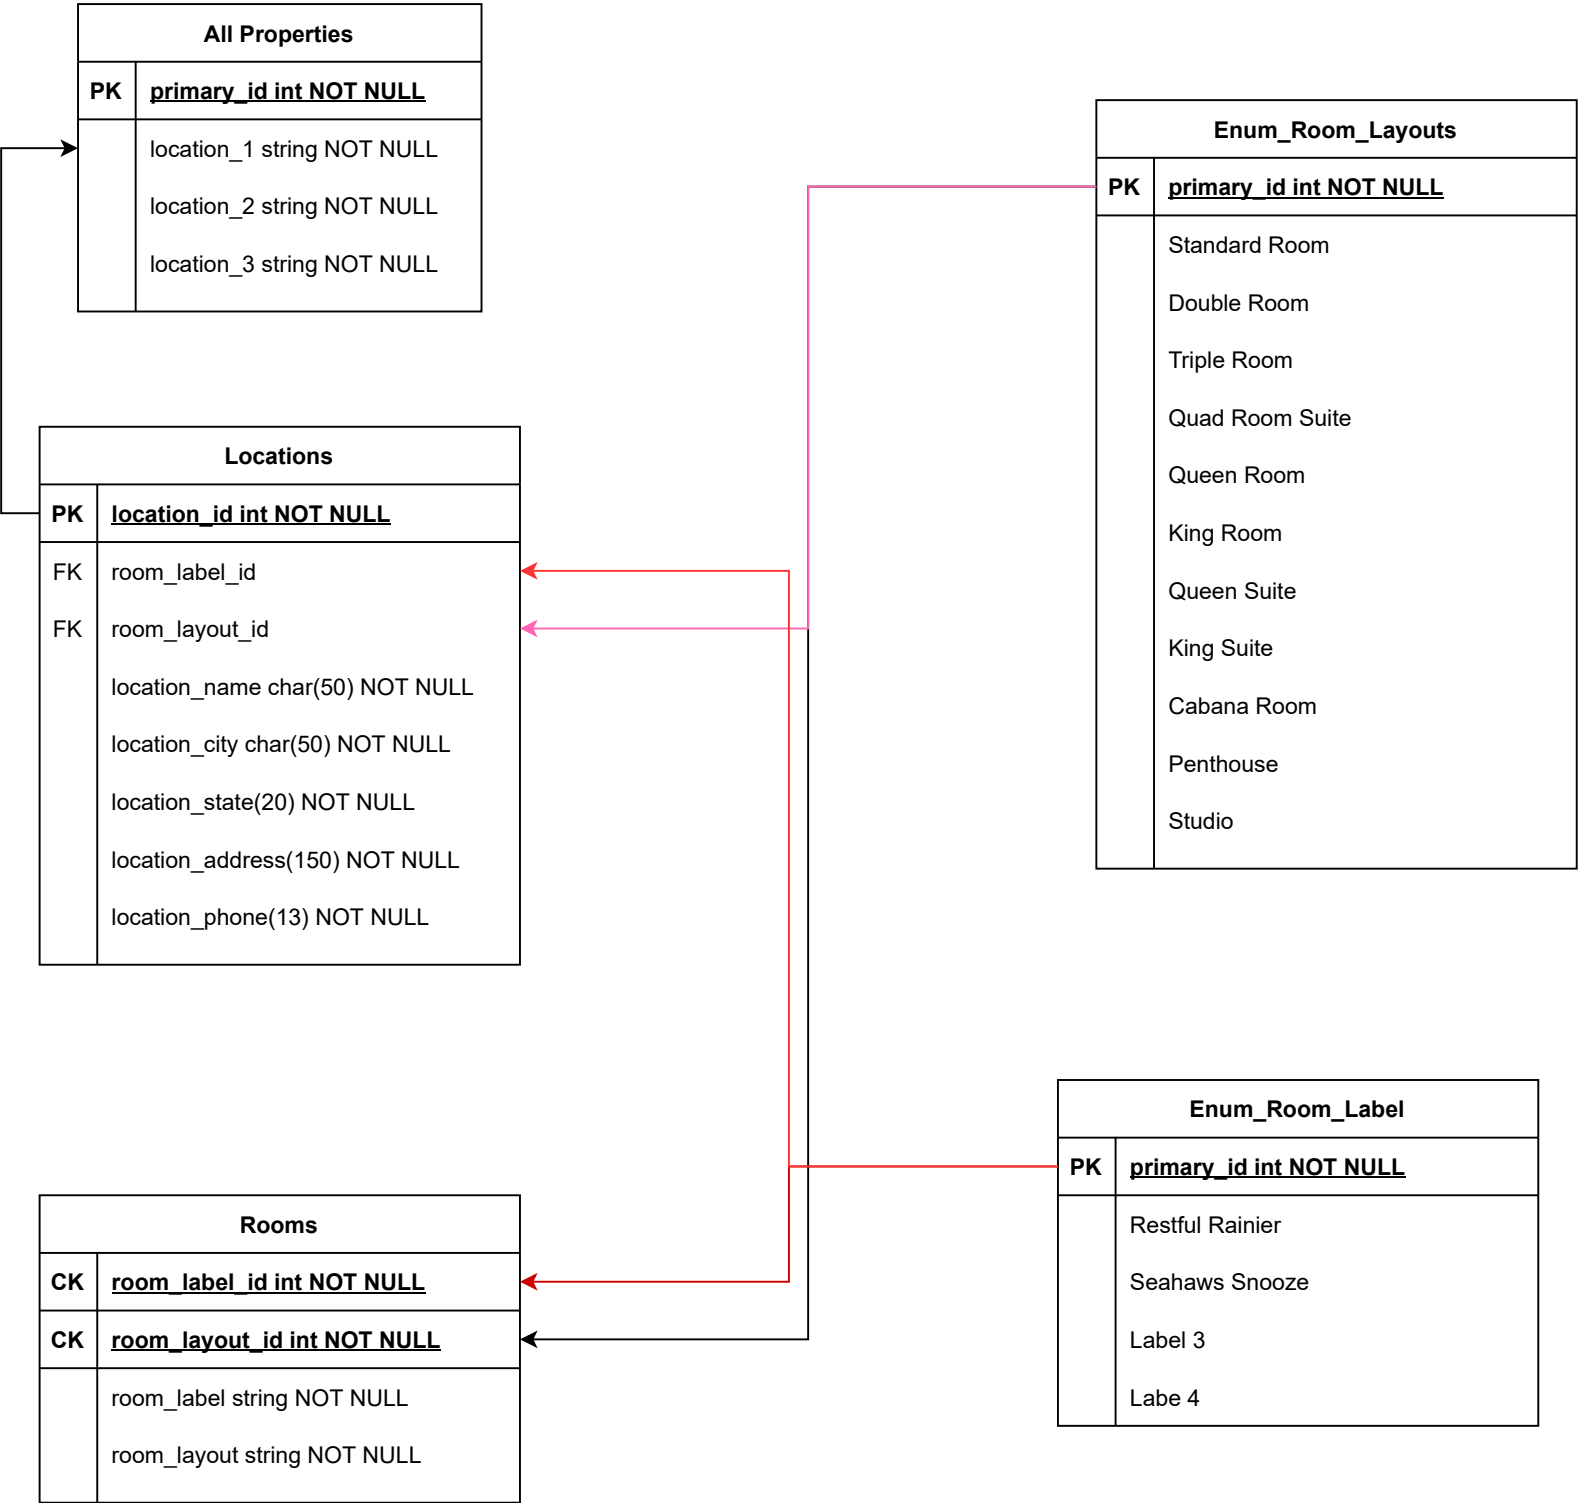 All Properties
PK primary_id int NOT NULL
location_1 string NOT NULL
location_2 string NOT NULL
location_3 string NOT NULL
Locations
PK location_id int NOT NULL
FK room_label_id
FK room_layout_id
location_name char(50) NOT NULL
location_city char(50) NOT NULL
location_state(20) NOT NULL
location_address(150) NOT NULL
location_phone(13) NOT NULL
Rooms
CK room_label_id int NOT NULL
CK room_layout_id int NOT NULL
room_label string NOT NULL
room_layout string NOT NULL
Enum_Room_Layouts
PK primary_id int NOT NULL
Standard Room
Double Room
Triple Room
Quad Room Suite
Queen Room
King Room
Queen Suite
King Suite
Cabana Room
Penthouse
Studio
Enum_Room_Label
PK primary_id int NOT NULL
Restful Rainier
Seahaws Snooze
Label 3
Labe 4